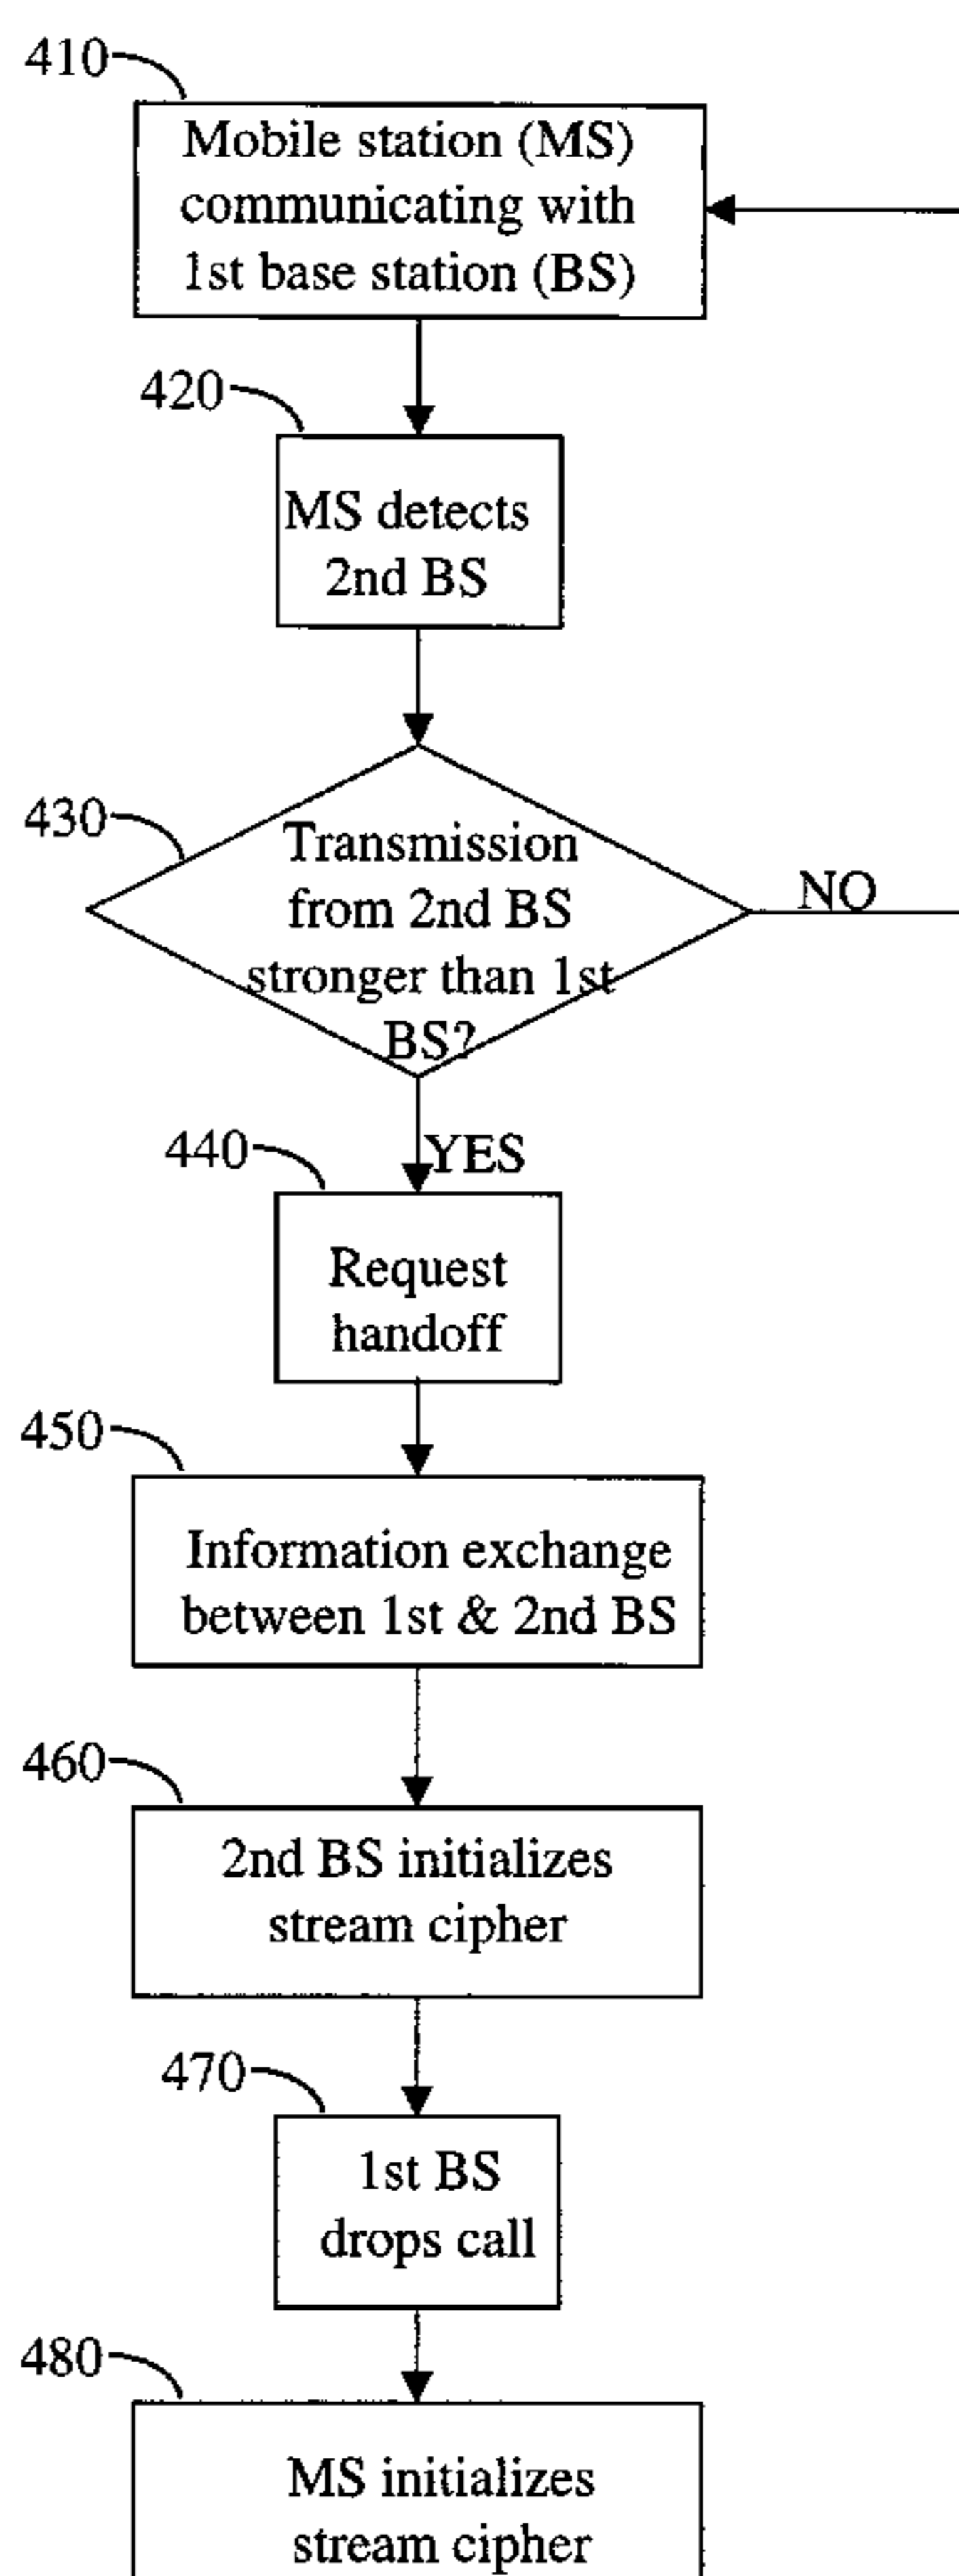 410
Mobile station (MS)
communicating with
1st base station (BS)
420
MS detects
2nd BS
430
Transmission
from 2nd BS
stronger than 1st
BS?
NO
YES
440
Request
handoff
450
Information exchange
between 1st & 2nd BS
460
2nd BS initializes
stream cipher
470
1st BS
drops call
480
MS initializes
stream cipher